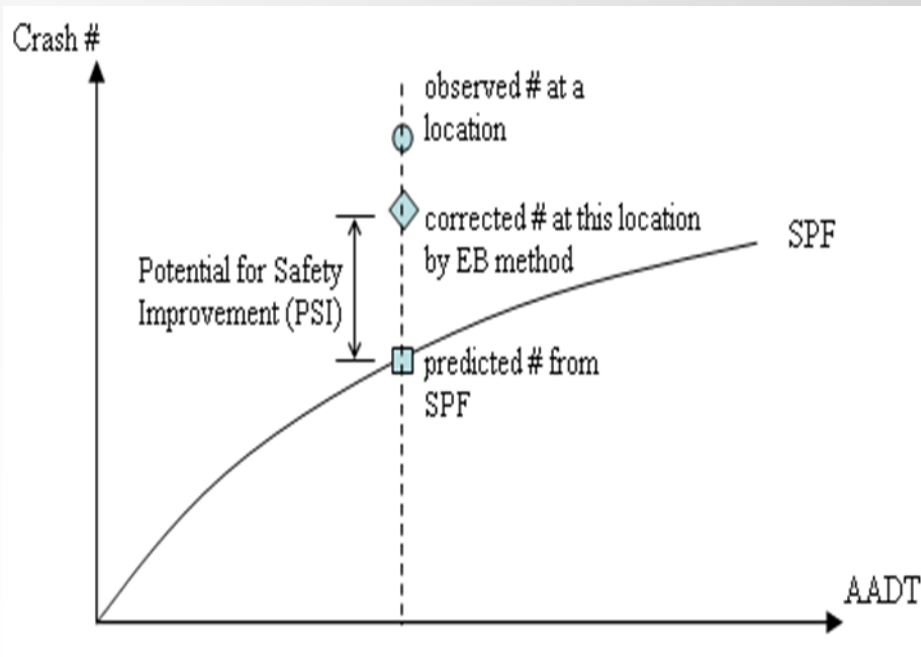 Crash #
observed # at a
location
corrected # at this location
by EB method
SPF
Potential for Safety
Improvement (PSI)
predicted # from
SPF
AADT